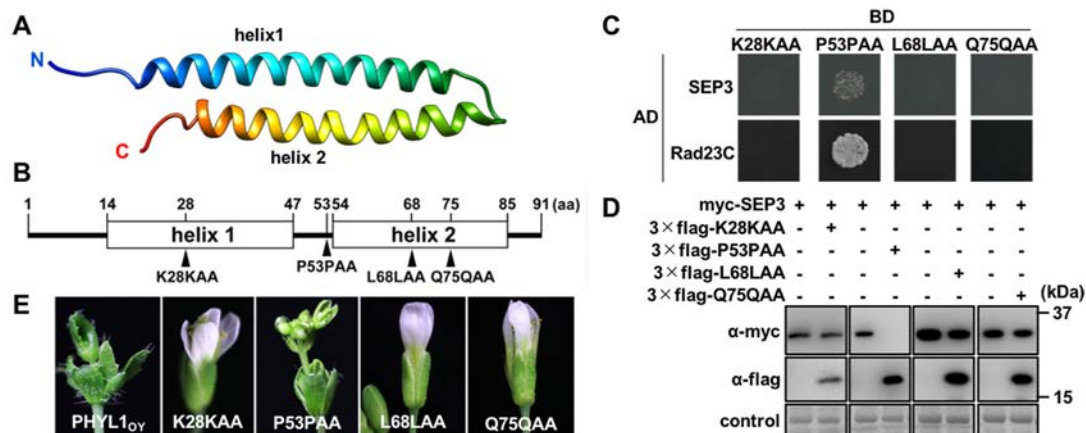 A
helix1
N
C
helix 2
B
1 14 28 47 5354 68 75 85 91 (aa)
helix 1 helix 2
K28KAA P53PAA L68LAA Q75QAA
E
PHYL1OY K28KAA P53PAA L68LAA Q75QAA
C
BD
K28KAA P53PAA L68LAA Q75QAA
SEP3
AD
Rad23C
D
myc-SEP3 + + + + + + + +
3×flag-K28KAA - + - - - - - -
3×flag-P53PAA - - - + - - - -
3×flag-L68LAA - - - - - + - -
3×flag-Q75QAA - - - - - - - +
(kDa)
37
α-myc
α-flag
15
control